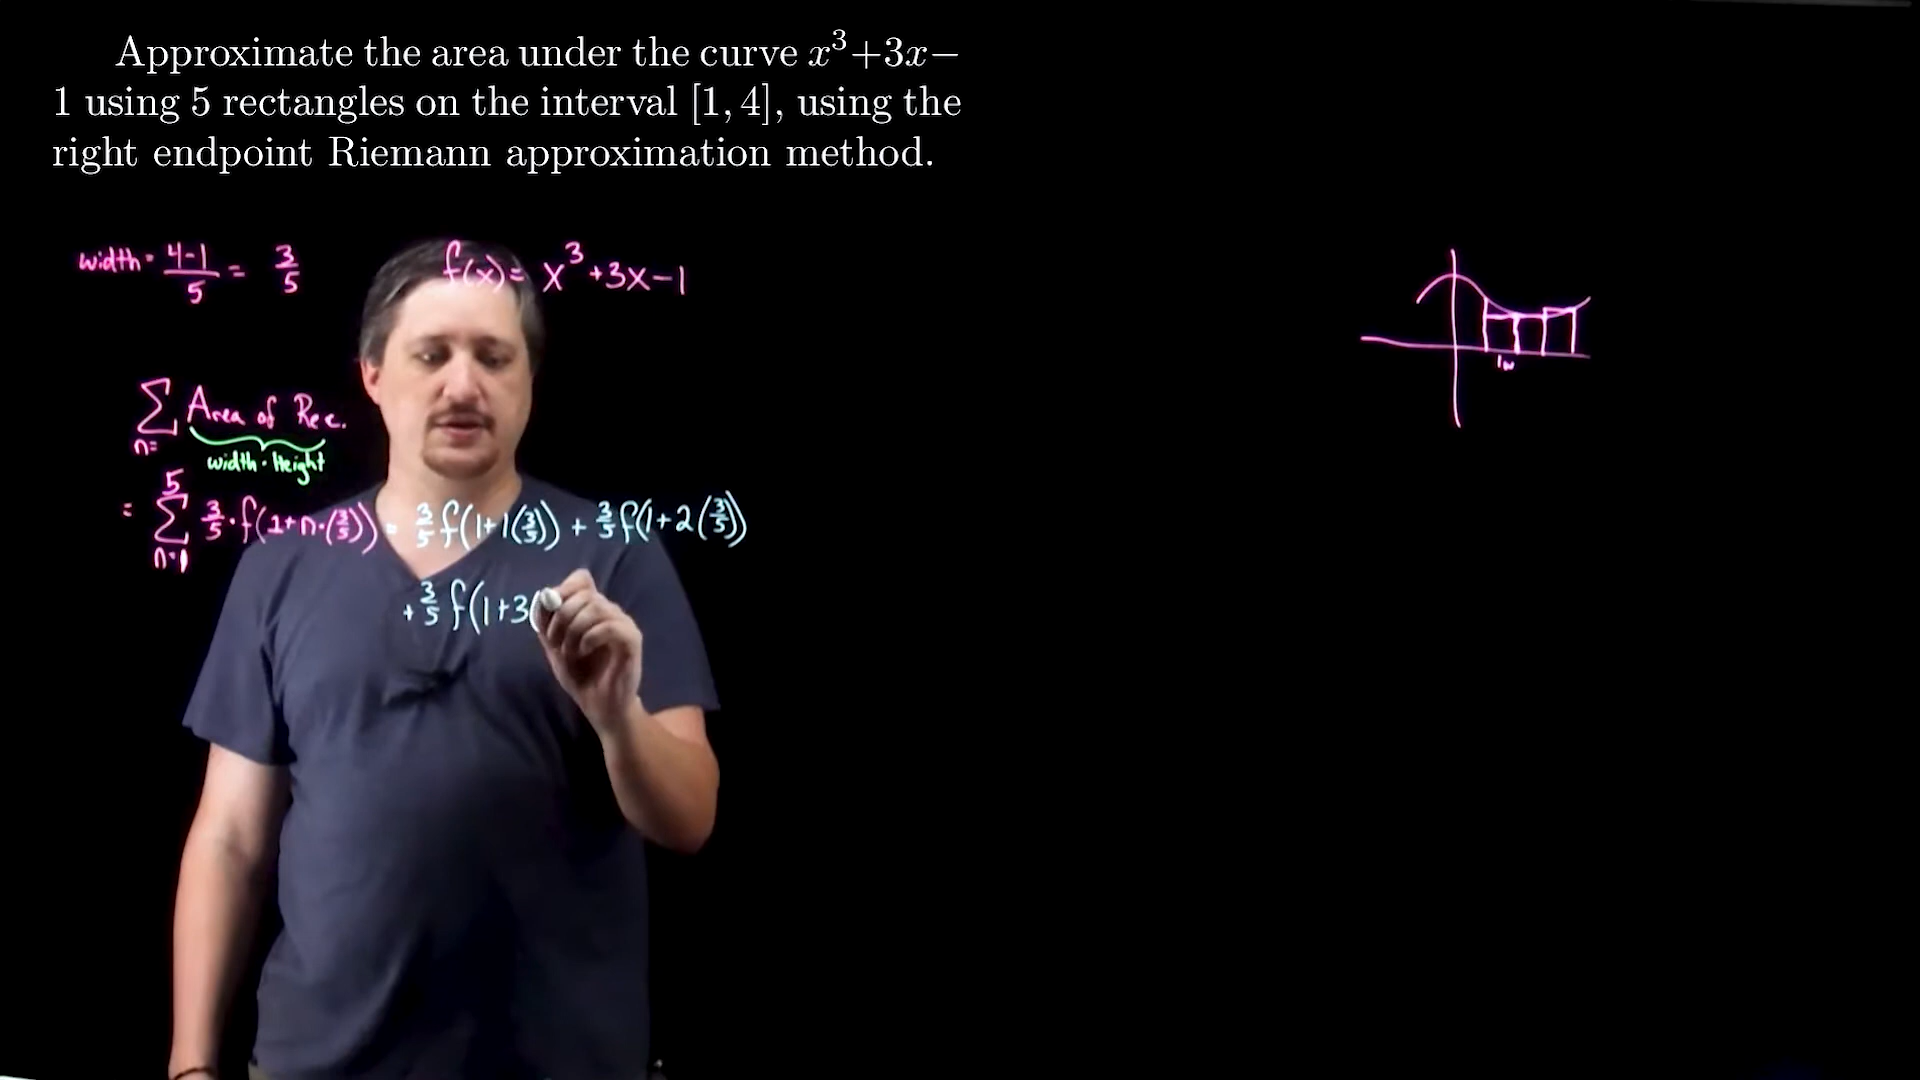 Approximate the area under the curve x³+3x−
1 using 5 rectangles on the interval [1, 4], using the
right endpoint Riemann approximation method.
width = 4-1/5 = 3/5
f(x) = x³+3x−1
∑ n= Area of Rec.
width · Height
= ∑ n=1 5 3/5 · f(1+n·(3/5)) = 3/5 f(1+1(3/5)) + 3/5 f(1+2(3/5))
+ 3/5 f(1+3(
1w